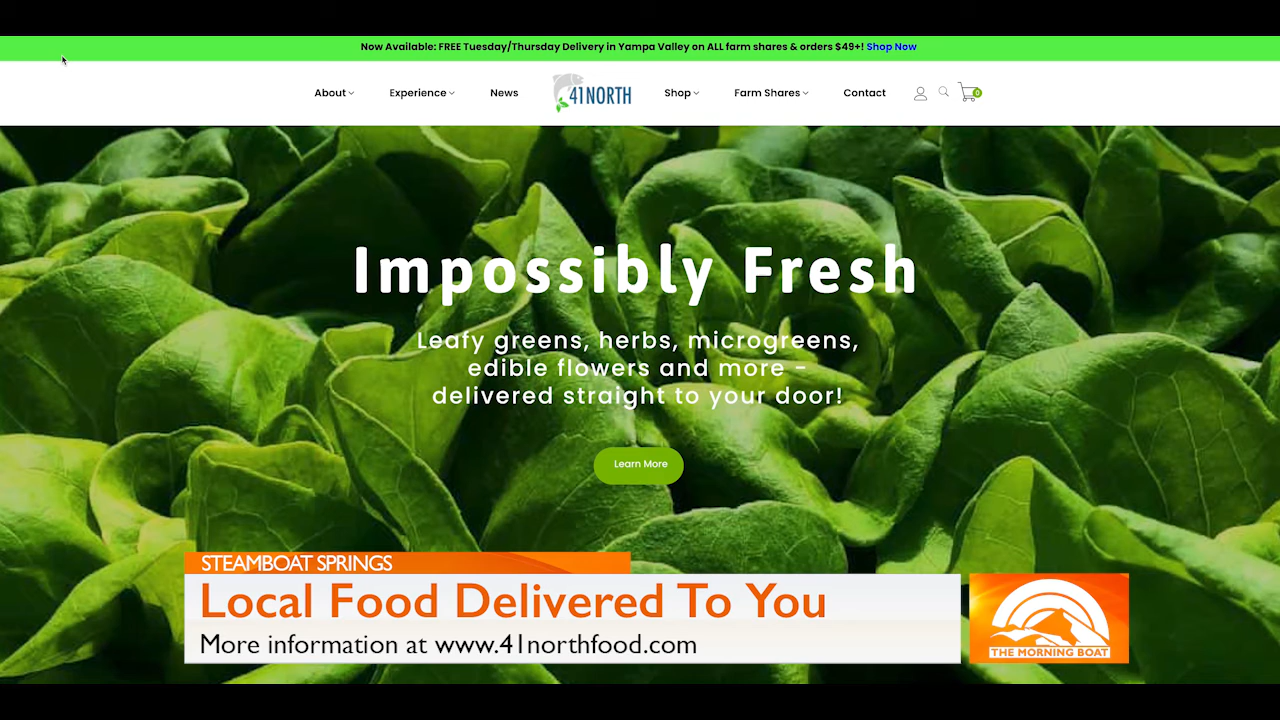 Now Available: FREE Tuesday/Thursday Delivery in Yampa Valley on ALL farm shares & orders $49+! Shop Now
About Experience News 41NORTH Shop Farm Shares Contact 0
Impossibly Fresh
Leafy greens, herbs, microgreens,
edible flowers and more –
delivered straight to your door!
Learn More
STEAMBOAT SPRINGS
Local Food Delivered To You
More information at www.41northfood.com
THE MORNING BOAT